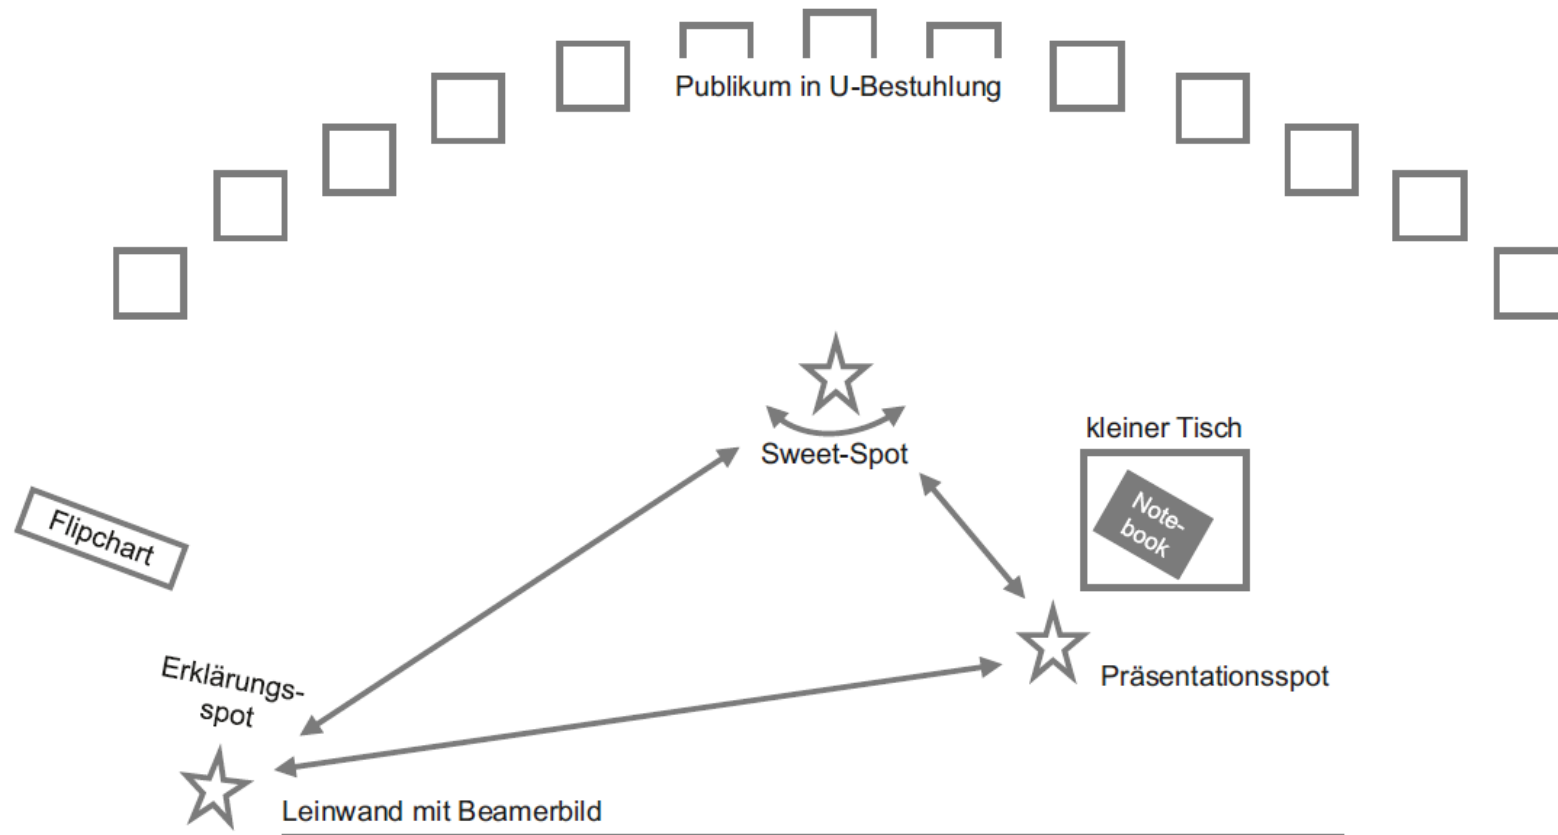 Publikum in U-Bestuhlung
Sweet-Spot
kleiner Tisch
Note-
book
Flipchart
Erklärungs-
spot
Präsentationsspot
Leinwand mit Beamerbild